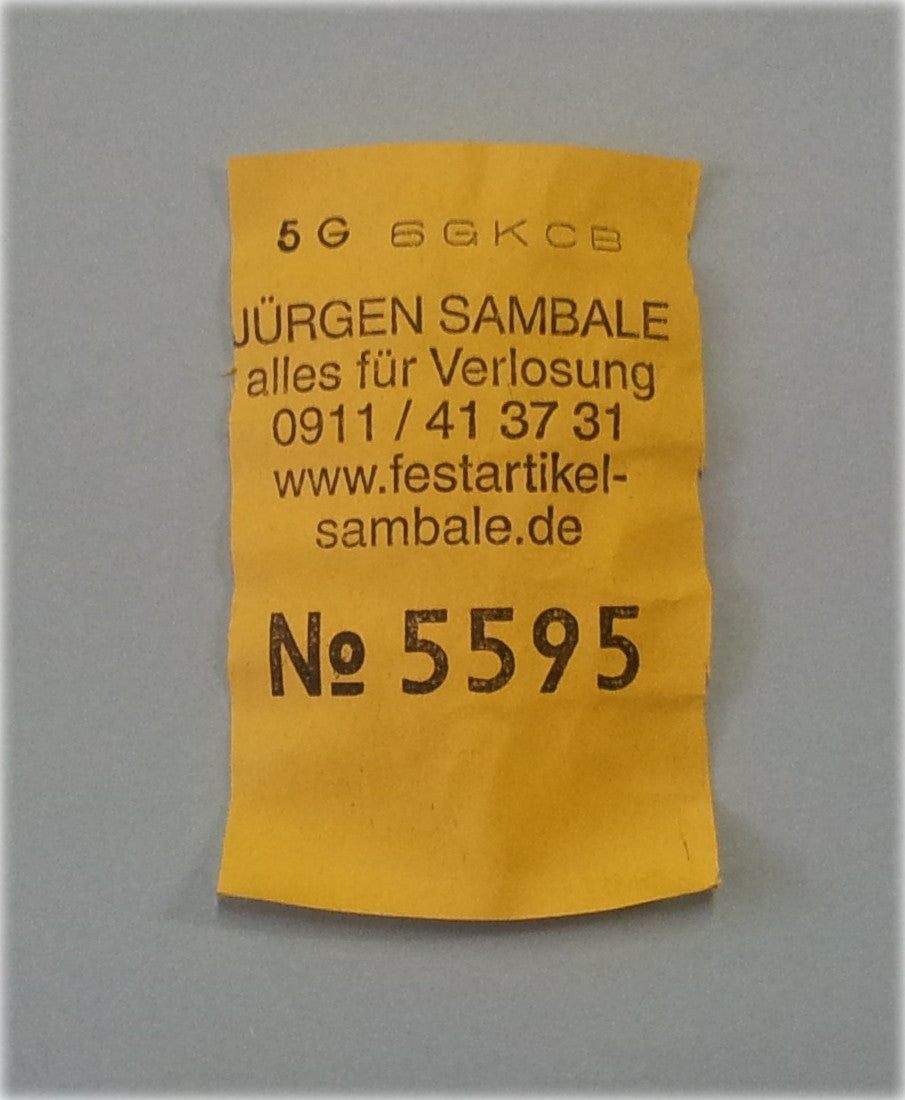 5G 6GKCB
JÜRGEN SAMBALE
alles für Verlosung
0911 / 41 37 31
www.festartikel-
sambale.de
№ 5595